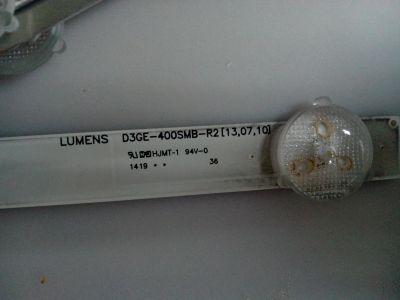 LUMENS D3GE-400SMB-R2[13,07,10]
HJMT-1 94V-0
1419 * * 36